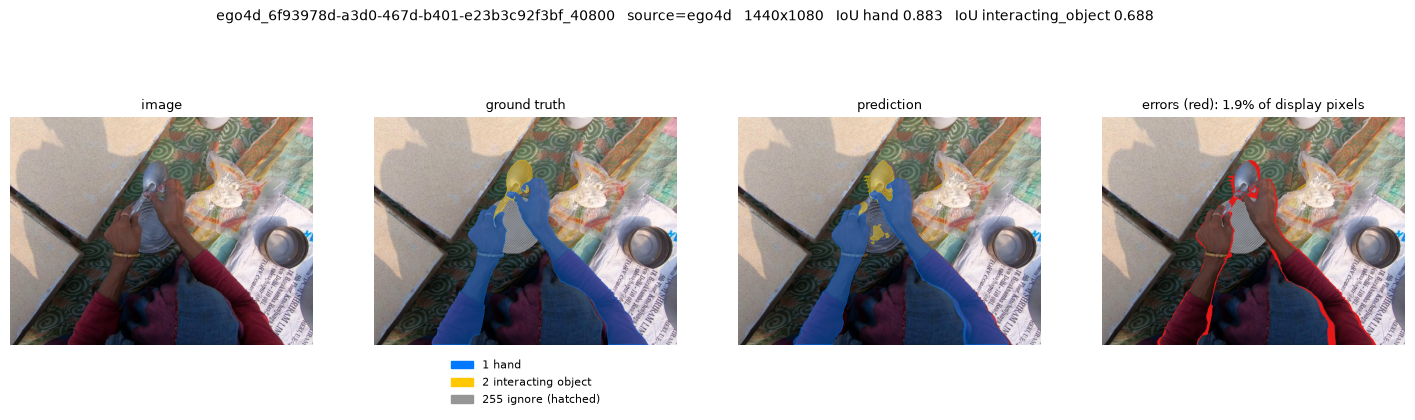 ego4d_6f93978d-a3d0-467d-b401-e23b3c92f3bf_40800   source=ego4d   1440x1080   IoU hand 0.883   IoU interacting_object 0.688
image
ground truth
prediction
errors (red): 1.9% of display pixels
1 hand
2 interacting object
255 ignore (hatched)